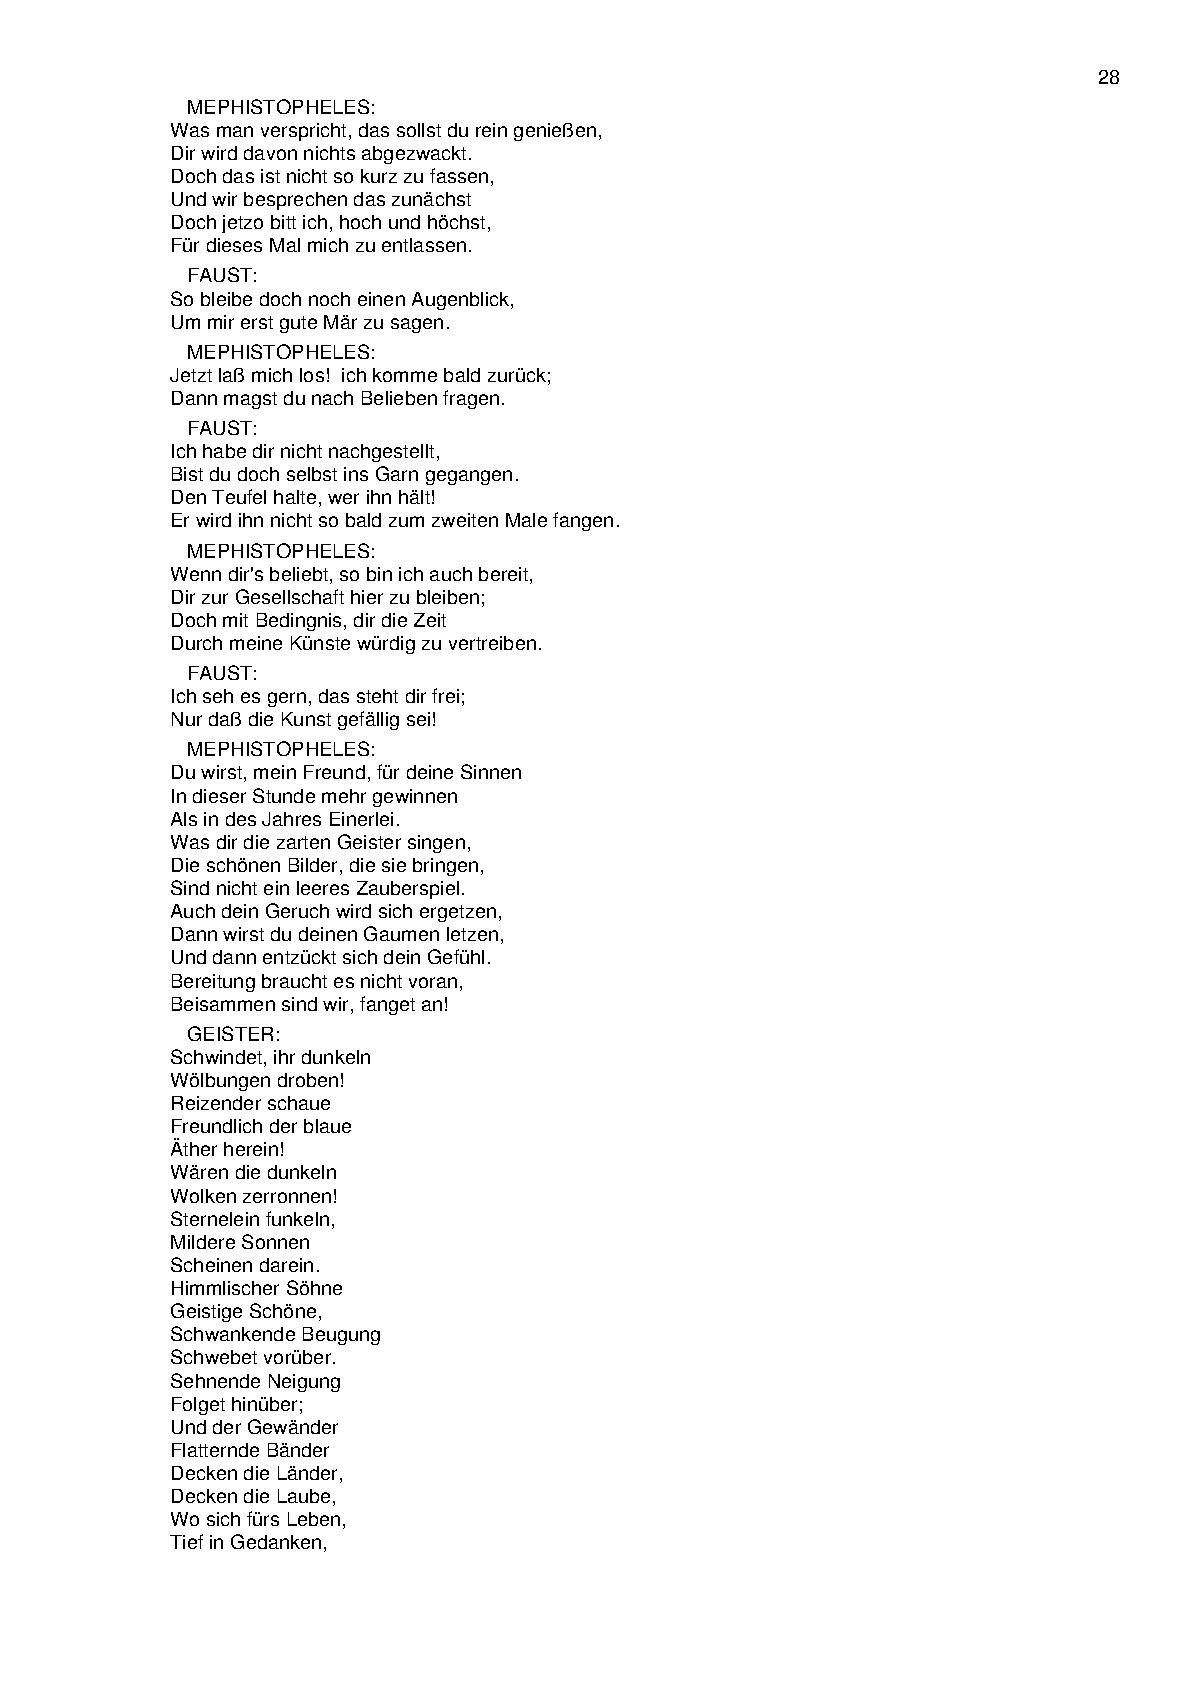 28
MEPHISTOPHELES:
Was man verspricht, das sollst du rein genießen,
Dir wird davon nichts abgezwackt.
Doch das ist nicht so kurz zu fassen,
Und wir besprechen das zunächst
Doch jetzo bitt ich, hoch und höchst,
Für dieses Mal mich zu entlassen.
FAUST:
So bleibe doch noch einen Augenblick,
Um mir erst gute Mär zu sagen.
MEPHISTOPHELES:
Jetzt laß mich los!  ich komme bald zurück;
Dann magst du nach Belieben fragen.
FAUST:
Ich habe dir nicht nachgestellt,
Bist du doch selbst ins Garn gegangen.
Den Teufel halte, wer ihn hält!
Er wird ihn nicht so bald zum zweiten Male fangen.
MEPHISTOPHELES:
Wenn dir's beliebt, so bin ich auch bereit,
Dir zur Gesellschaft hier zu bleiben;
Doch mit Bedingnis, dir die Zeit
Durch meine Künste würdig zu vertreiben.
FAUST:
Ich seh es gern, das steht dir frei;
Nur daß die Kunst gefällig sei!
MEPHISTOPHELES:
Du wirst, mein Freund, für deine Sinnen
In dieser Stunde mehr gewinnen
Als in des Jahres Einerlei.
Was dir die zarten Geister singen,
Die schönen Bilder, die sie bringen,
Sind nicht ein leeres Zauberspiel.
Auch dein Geruch wird sich ergetzen,
Dann wirst du deinen Gaumen letzen,
Und dann entzückt sich dein Gefühl.
Bereitung braucht es nicht voran,
Beisammen sind wir, fanget an!
GEISTER:
Schwindet, ihr dunkeln
Wölbungen droben!
Reizender schaue
Freundlich der blaue
Äther herein!
Wären die dunkeln
Wolken zerronnen!
Sternelein funkeln,
Mildere Sonnen
Scheinen darein.
Himmlischer Söhne
Geistige Schöne,
Schwankende Beugung
Schwebet vorüber.
Sehnende Neigung
Folget hinüber;
Und der Gewänder
Flatternde Bänder
Decken die Länder,
Decken die Laube,
Wo sich fürs Leben,
Tief in Gedanken,